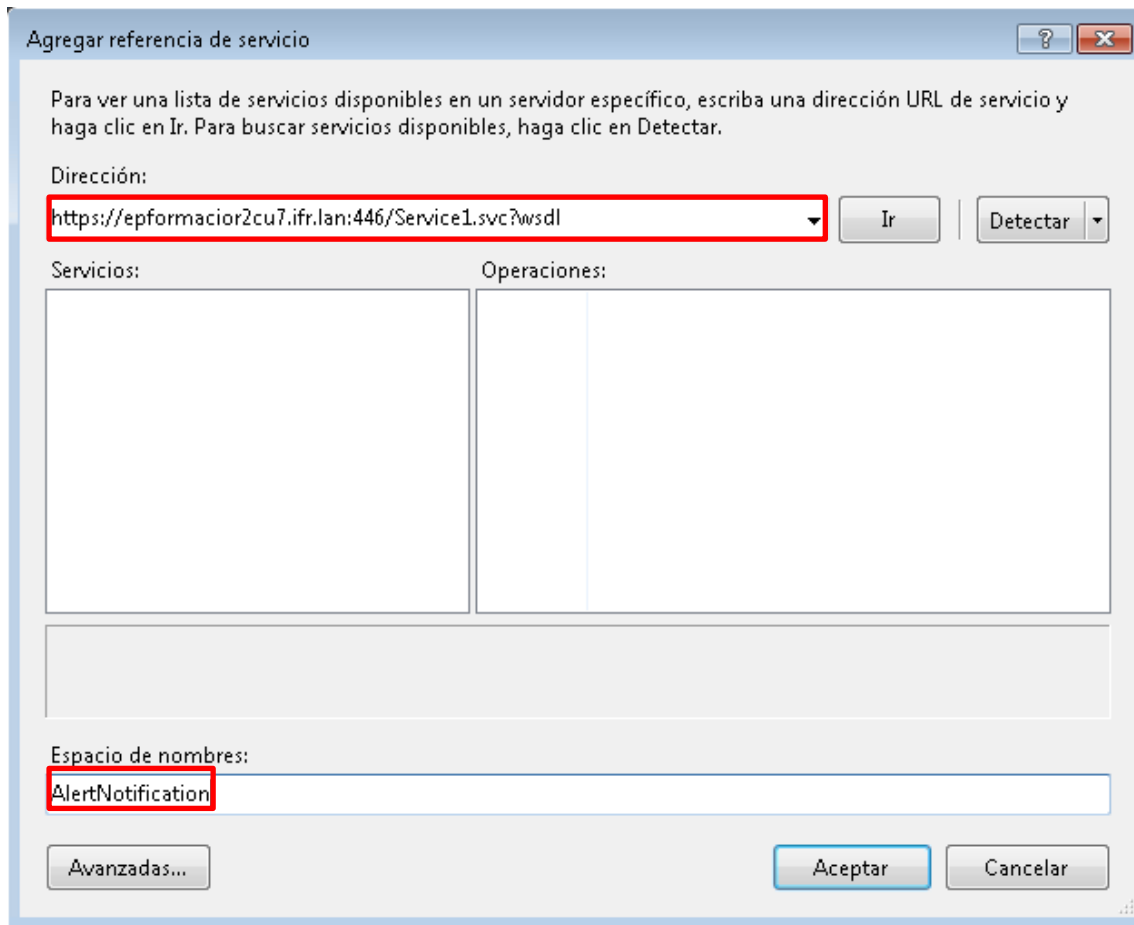 Agregar referencia de servicio
Para ver una lista de servicios disponibles en un servidor específico, escriba una dirección URL de servicio y
haga clic en Ir. Para buscar servicios disponibles, haga clic en Detectar.
Dirección:
https://epformacior2cu7.ifr.lan:446/Service1.svc?wsdl
Ir
Detectar
Servicios:
Operaciones:
Espacio de nombres:
AlertNotification
Avanzadas...
Aceptar
Cancelar